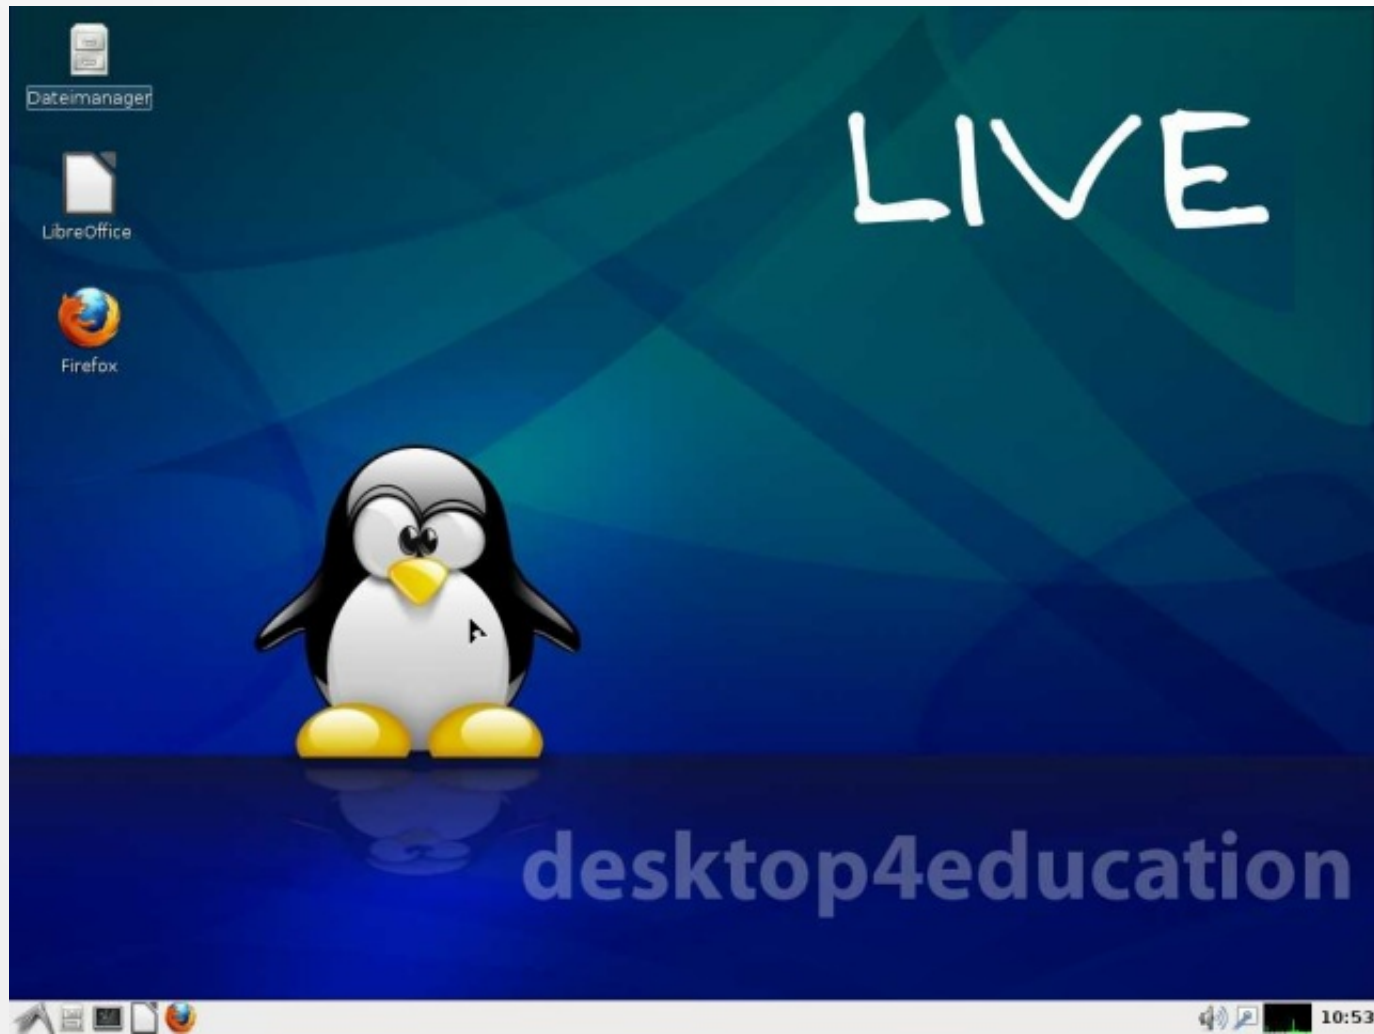 Dateimanager
LIVE
LibreOffice
Firefox
desktop4education
10:53